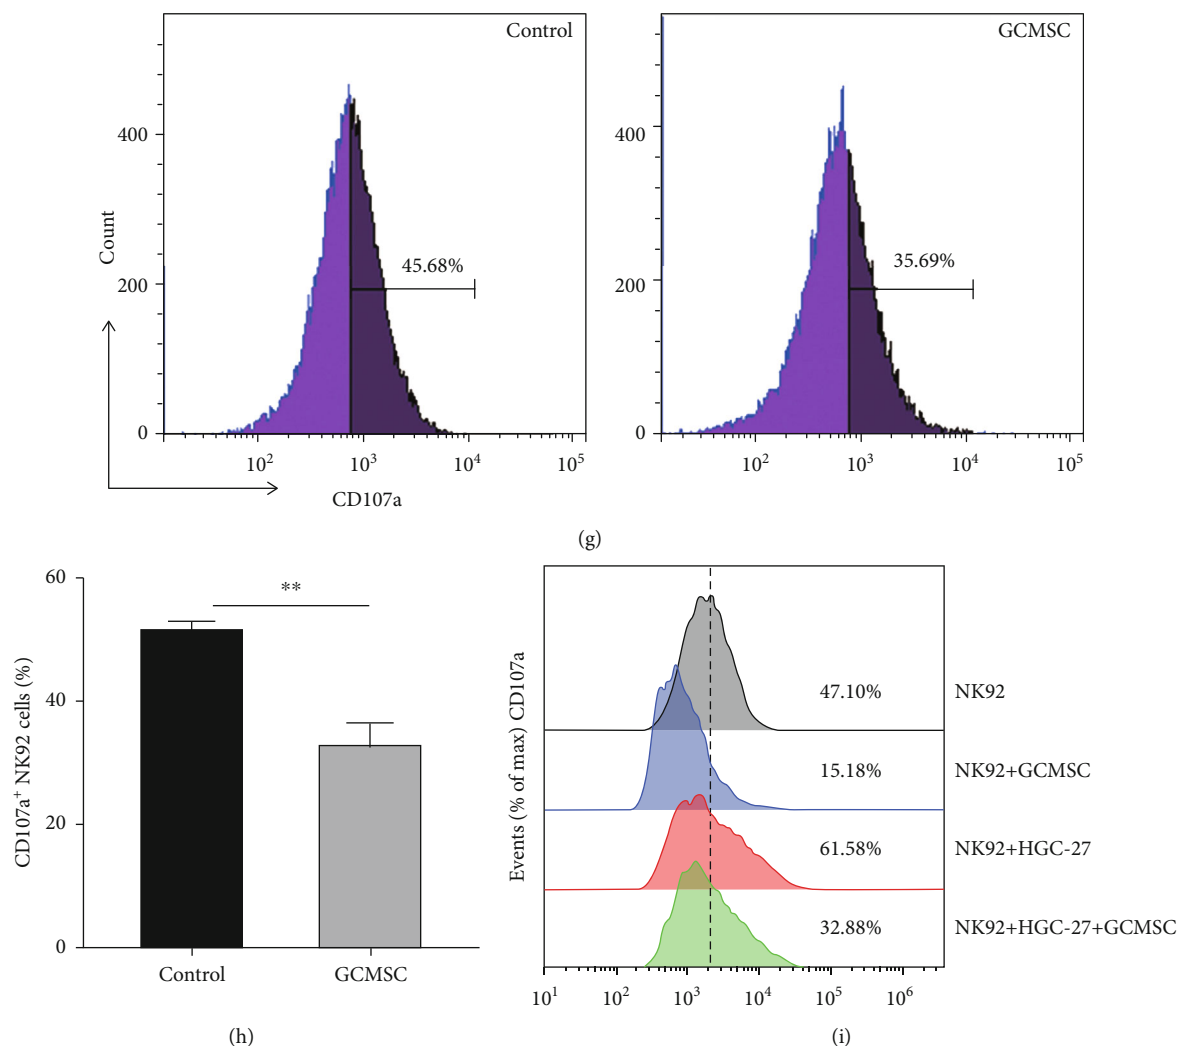 Control
GCMSC
Count
400
200
0
45.68%
10²
10³
10⁴
10⁵
CD107a
400
200
0
35.69%
10²
10³
10⁴
10⁵
(g)
CD107a⁺ NK92 cells (%)
60
40
20
0
**
Control
GCMSC
(h)
Events (% of max) CD107a
47.10%
NK92
15.18%
NK92+GCMSC
61.58%
NK92+HGC-27
32.88%
NK92+HGC-27+GCMSC
10¹
10²
10³
10⁴
10⁵
10⁶
(i)